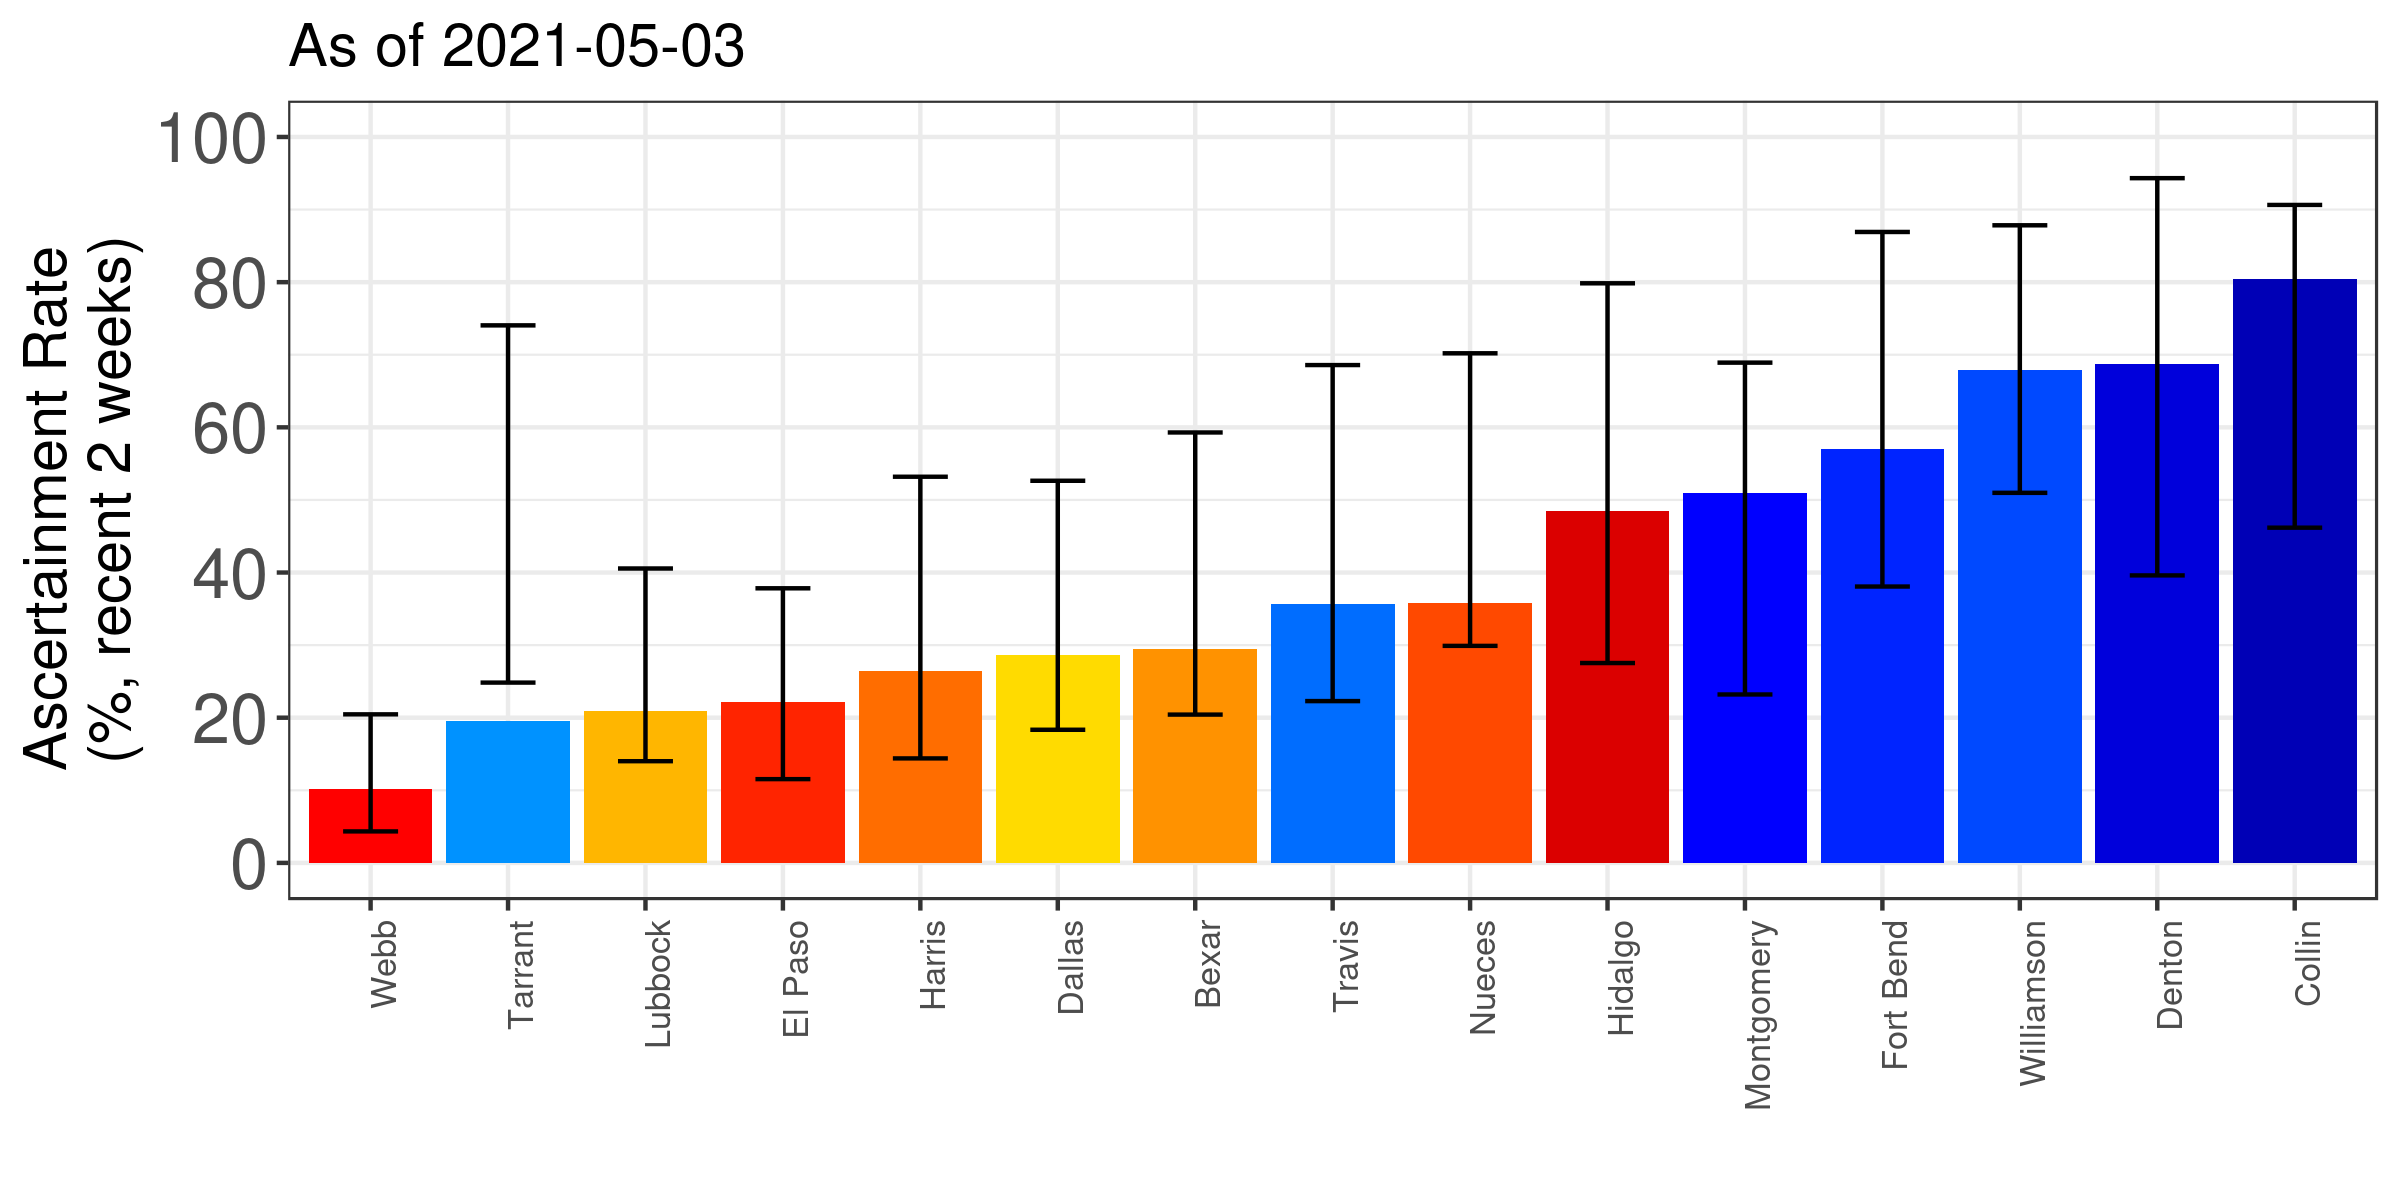 As of 2021-05-03
Ascertainment Rate
(%, recent 2 weeks)
100
80
60
40
20
0
Webb
Tarrant
Lubbock
El Paso
Harris
Dallas
Bexar
Travis
Nueces
Hidalgo
Montgomery
Fort Bend
Williamson
Denton
Collin